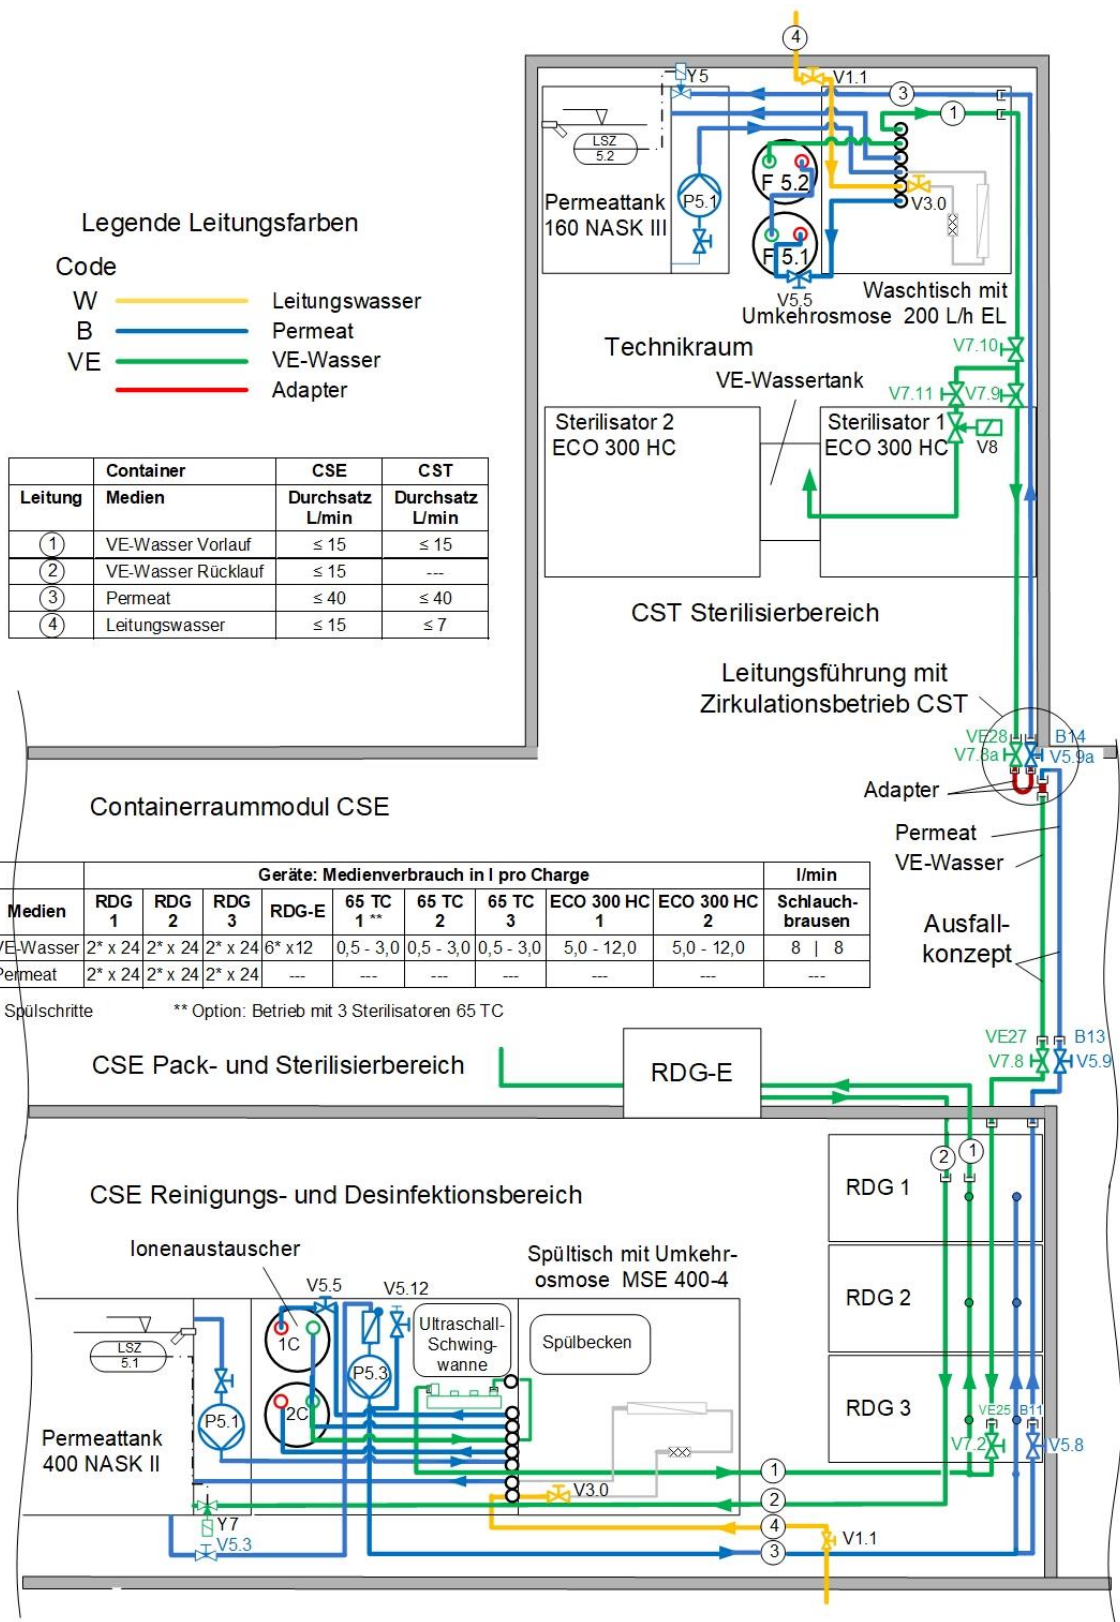 4
Y5
V1.1
3
1
LSZ
5.2
F 5.2
P5.1
Permeattank
160 NASK III
V3.0
F 5.1
V5.5
Waschtisch mit
Umkehrosmose 200 L/h EL
Legende Leitungsfarben
Code
W Leitungswasser
B Permeat
VE VE-Wasser
Adapter
Technikraum
V7.10
VE-Wassertank
V7.11 V7.9
Sterilisator 2
ECO 300 HC
Sterilisator 1
ECO 300 HC
V8
Container CSE CST
Leitung Medien Durchsatz L/min Durchsatz L/min
1 VE-Wasser Vorlauf ≤ 15 ≤ 15
2 VE-Wasser Rücklauf ≤ 15 ---
3 Permeat ≤ 40 ≤ 40
4 Leitungswasser ≤ 15 ≤ 7
CST Sterilisierbereich
Leitungsführung mit
Zirkulationsbetrieb CST
VE28 B14
V7.8a V5.9a
Adapter
Containerraummodul CSE
Permeat
VE-Wasser
Geräte: Medienverbrauch in l pro Charge l/min
Medien RDG 1 RDG 2 RDG 3 RDG-E 65 TC 1 ** 65 TC 2 65 TC 3 ECO 300 HC 1 ECO 300 HC 2 Schlauch-brausen
VE-Wasser 2* x 24 2* x 24 2* x 24 6* x12 0,5 - 3,0 0,5 - 3,0 0,5 - 3,0 5,0 - 12,0 5,0 - 12,0 8 | 8
Permeat 2* x 24 2* x 24 2* x 24 --- --- --- --- --- --- ---
Spülschritte ** Option: Betrieb mit 3 Sterilisatoren 65 TC
Ausfall-
konzept
VE27 B13
V7.8 V5.9
CSE Pack- und Sterilisierbereich
RDG-E
2 1
RDG 1
CSE Reinigungs- und Desinfektionsbereich
Ionenaustauscher
Spültisch mit Umkehr-
osmose MSE 400-4
V5.5
V5.12
RDG 2
LSZ
5.1
1C
Ultraschall-
Schwing-
wanne
Spülbecken
P5.3
2C
P5.1
RDG 3
VE25 B11
V7.2 V5.8
Permeattank
400 NASK II
1
V3.0
2
Y7
4
V5.3
V1.1
3